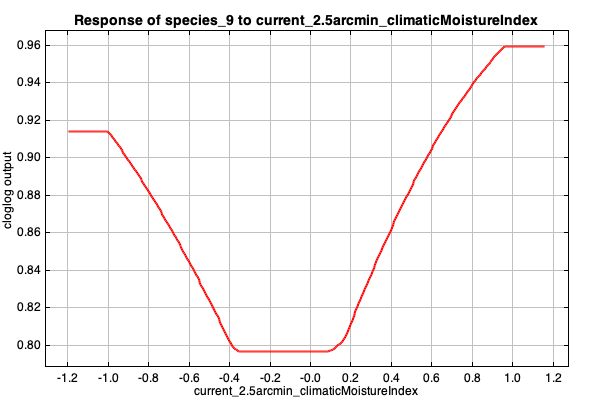 Response of species_9 to current_2.5arcmin_climaticMoistureIndex
0.96
0.94
0.92
0.90
0.88
0.86
0.84
0.82
0.80
cloglog output
-1.2 -1.0 -0.8 -0.6 -0.4 -0.2 -0.0 0.2 0.4 0.6 0.8 1.0 1.2
current_2.5arcmin_climaticMoistureIndex